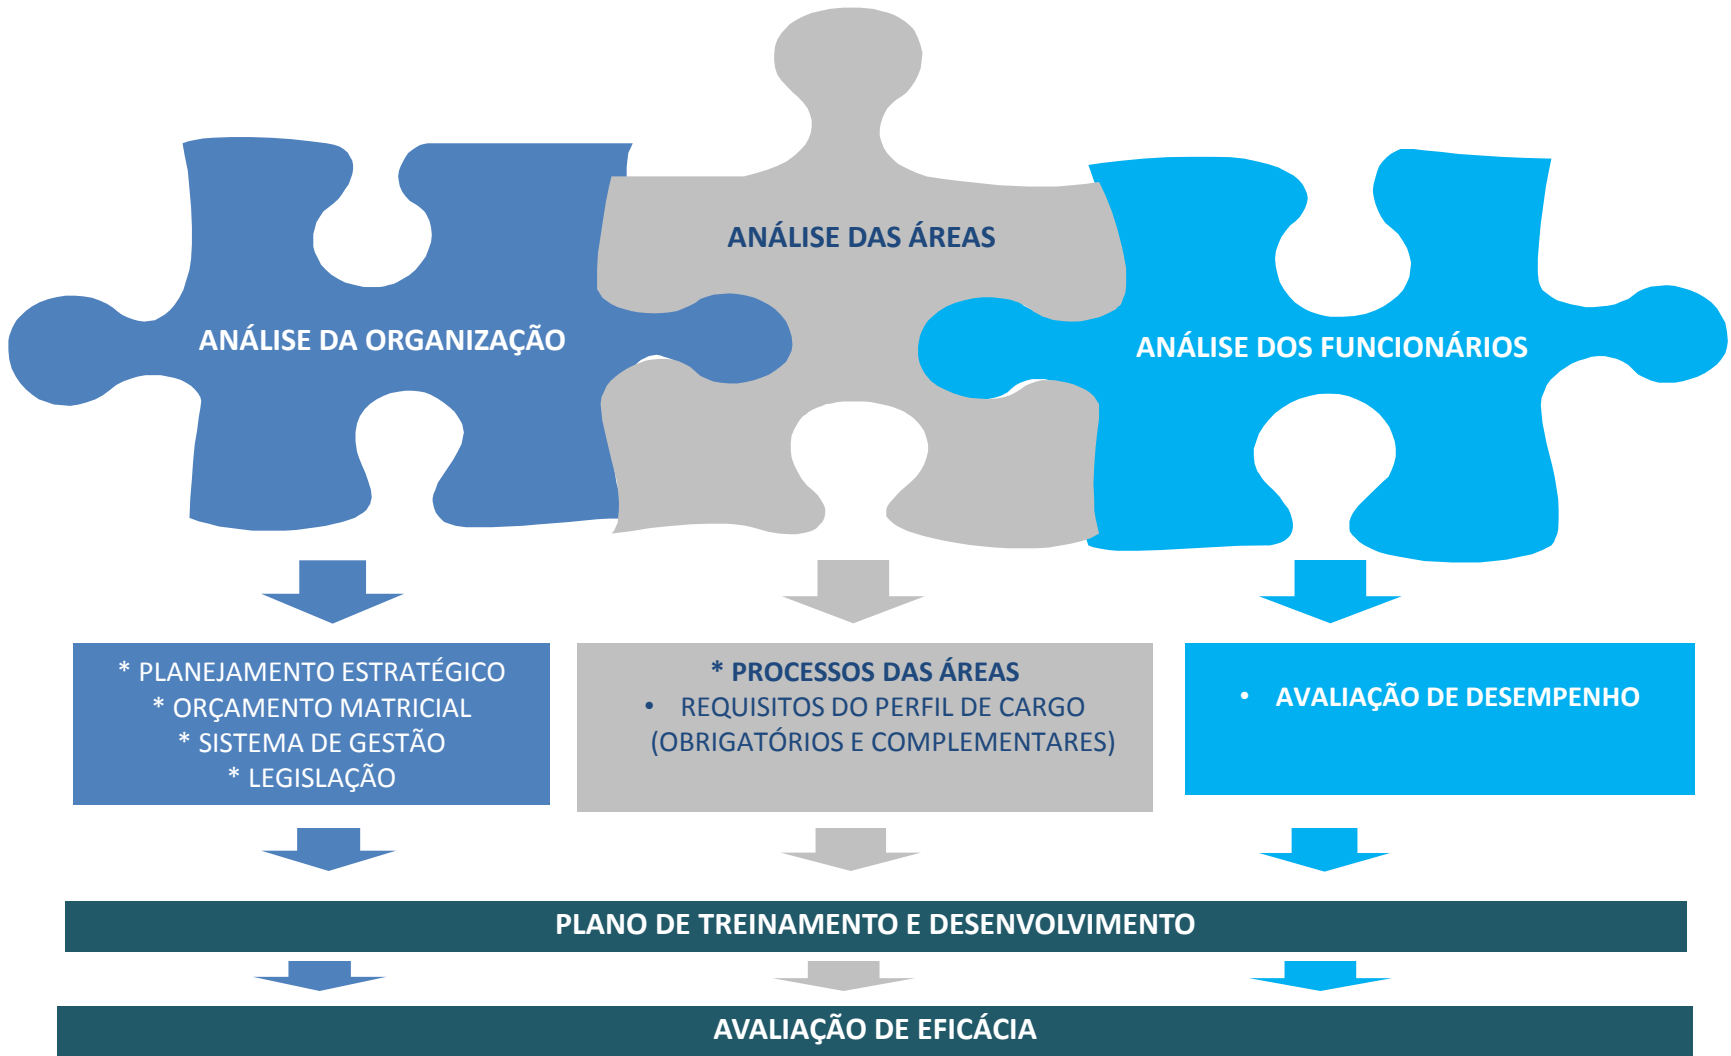 ANÁLISE DAS ÁREAS
ANÁLISE DA ORGANIZAÇÃO
ANÁLISE DOS FUNCIONÁRIOS
* PLANEJAMENTO ESTRATÉGICO
* ORÇAMENTO MATRICIAL
* SISTEMA DE GESTÃO
* LEGISLAÇÃO
* PROCESSOS DAS ÁREAS
• REQUISITOS DO PERFIL DE CARGO
(OBRIGATÓRIOS E COMPLEMENTARES)
• AVALIAÇÃO DE DESEMPENHO
PLANO DE TREINAMENTO E DESENVOLVIMENTO
AVALIAÇÃO DE EFICÁCIA